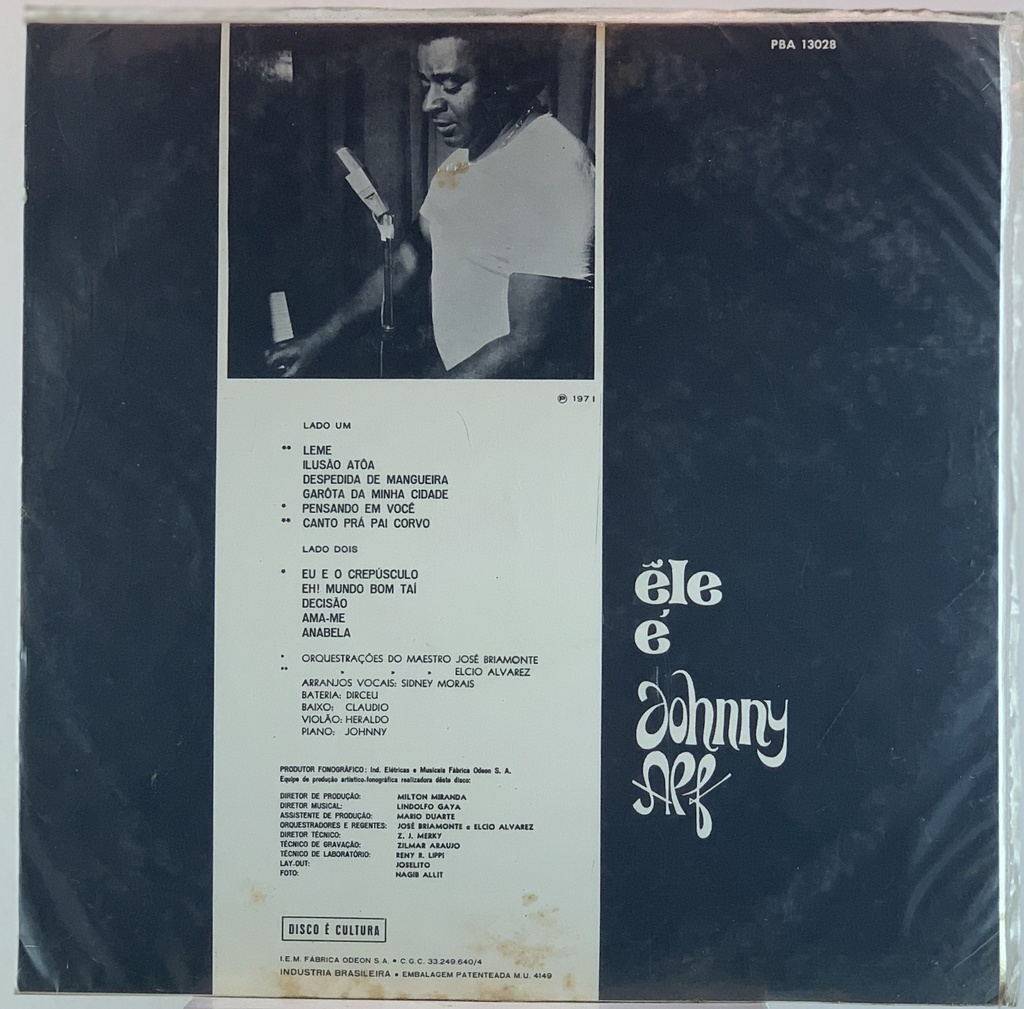 PBA 13028
℗ 1971
LADO UM
** LEME
ILUSÃO ATÔA
DESPEDIDA DE MANGUEIRA
GARÔTA DA MINHA CIDADE
* PENSANDO EM VOCÊ
** CANTO PRÁ PAI CORVO
LADO DOIS
* EU E O CREPÚSCULO
EH! MUNDO BOM TAÍ
DECISÃO
AMA-ME
ANABELA
* ORQUESTRAÇÕES DO MAESTRO JOSÉ BRIAMONTE
** » » » ELCIO ALVAREZ
ARRANJOS VOCAIS: SIDNEY MORAIS
BATERIA: DIRCEU
BAIXO: CLAUDIO
VIOLÃO: HERALDO
PIANO: JOHNNY
PRODUTOR FONOGRÁFICO: Ind. Elétricas e Musicais Fábrica Odeon S. A.
Equipe de produção artístico-fonográfica realizadora dêste disco:
DIRETOR DE PRODUÇÃO: MILTON MIRANDA
DIRETOR MUSICAL: LINDOLFO GAYA
ASSISTENTE DE PRODUÇÃO: MARIO DUARTE
ORQUESTRADORES E REGENTES: JOSÉ BRIAMONTE e ELCIO ALVAREZ
DIRETOR TÉCNICO: Z. J. MERKY
TÉCNICO DE GRAVAÇÃO: ZILMAR ARAUJO
TÉCNICO DE LABORATÓRIO: RENY R. LIPPI
LAY-OUT: JOSELITO
FOTO: NAGIB ALLIT
DISCO É CULTURA
I.E.M. FÁBRICA ODEON S.A. • C.G.C. 33.249.640/4
INDUSTRIA BRASILEIRA • EMBALAGEM PATENTEADA M.U. 4149
êle
é
Johnny
Alf